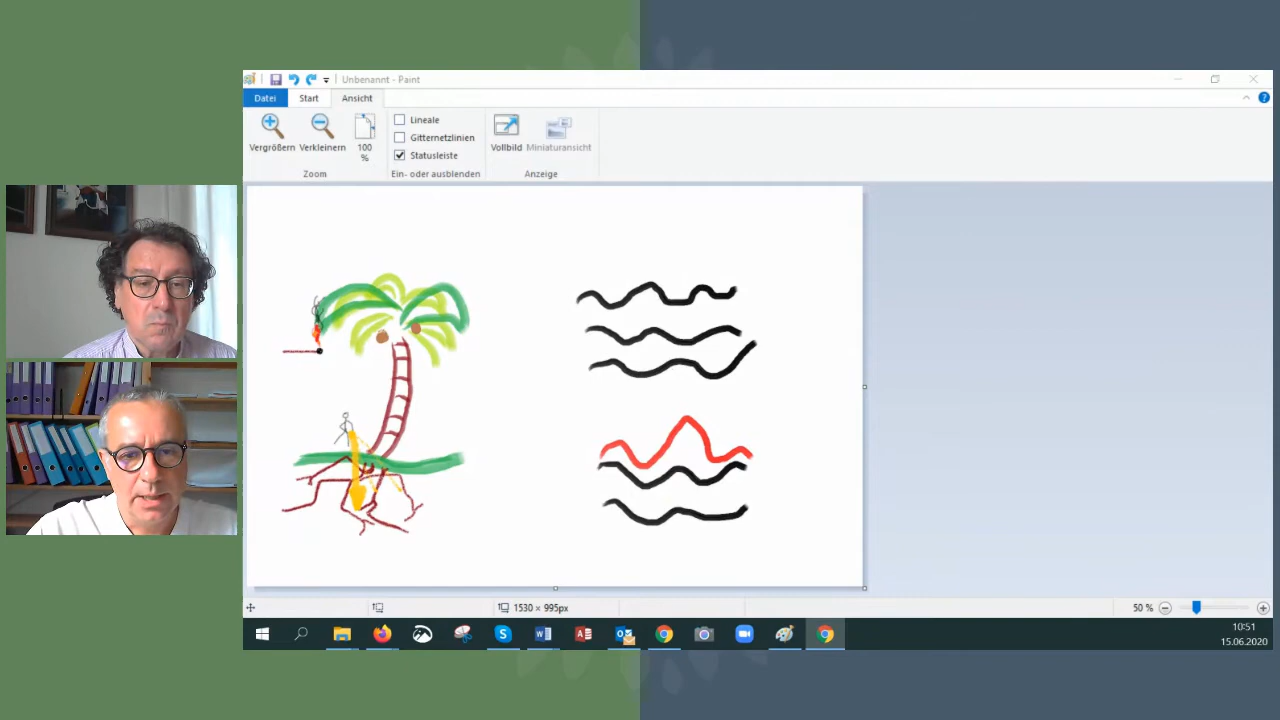 Unbenannt - Paint
Datei Start Ansicht
Vergrößern Verkleinern 100 %
Lineale
Gitternetzlinien
Statusleiste
Vollbild Miniaturansicht
Zoom Ein- oder ausblenden Anzeige
1530 × 995px
50 %
10:51
15.06.2020